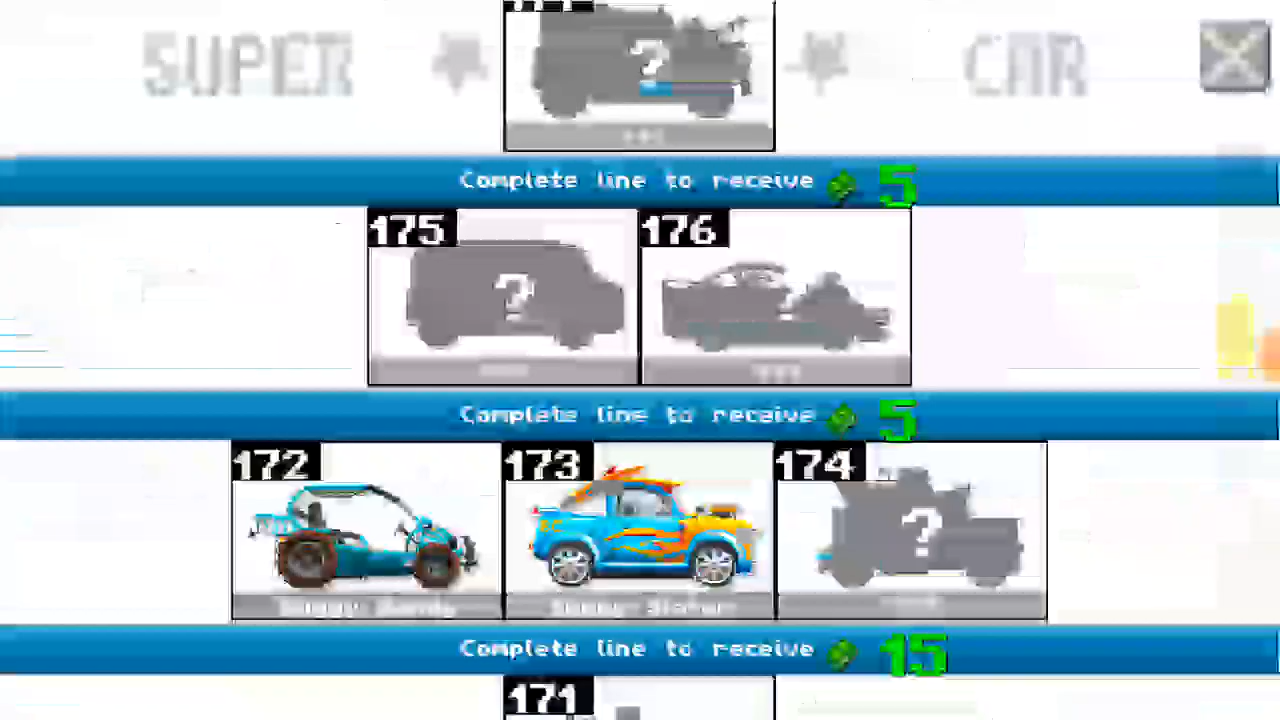 SUPER CAR
Complete line to receive 5
175 176
Complete line to receive 5
172 173 174
Complete line to receive 15
171